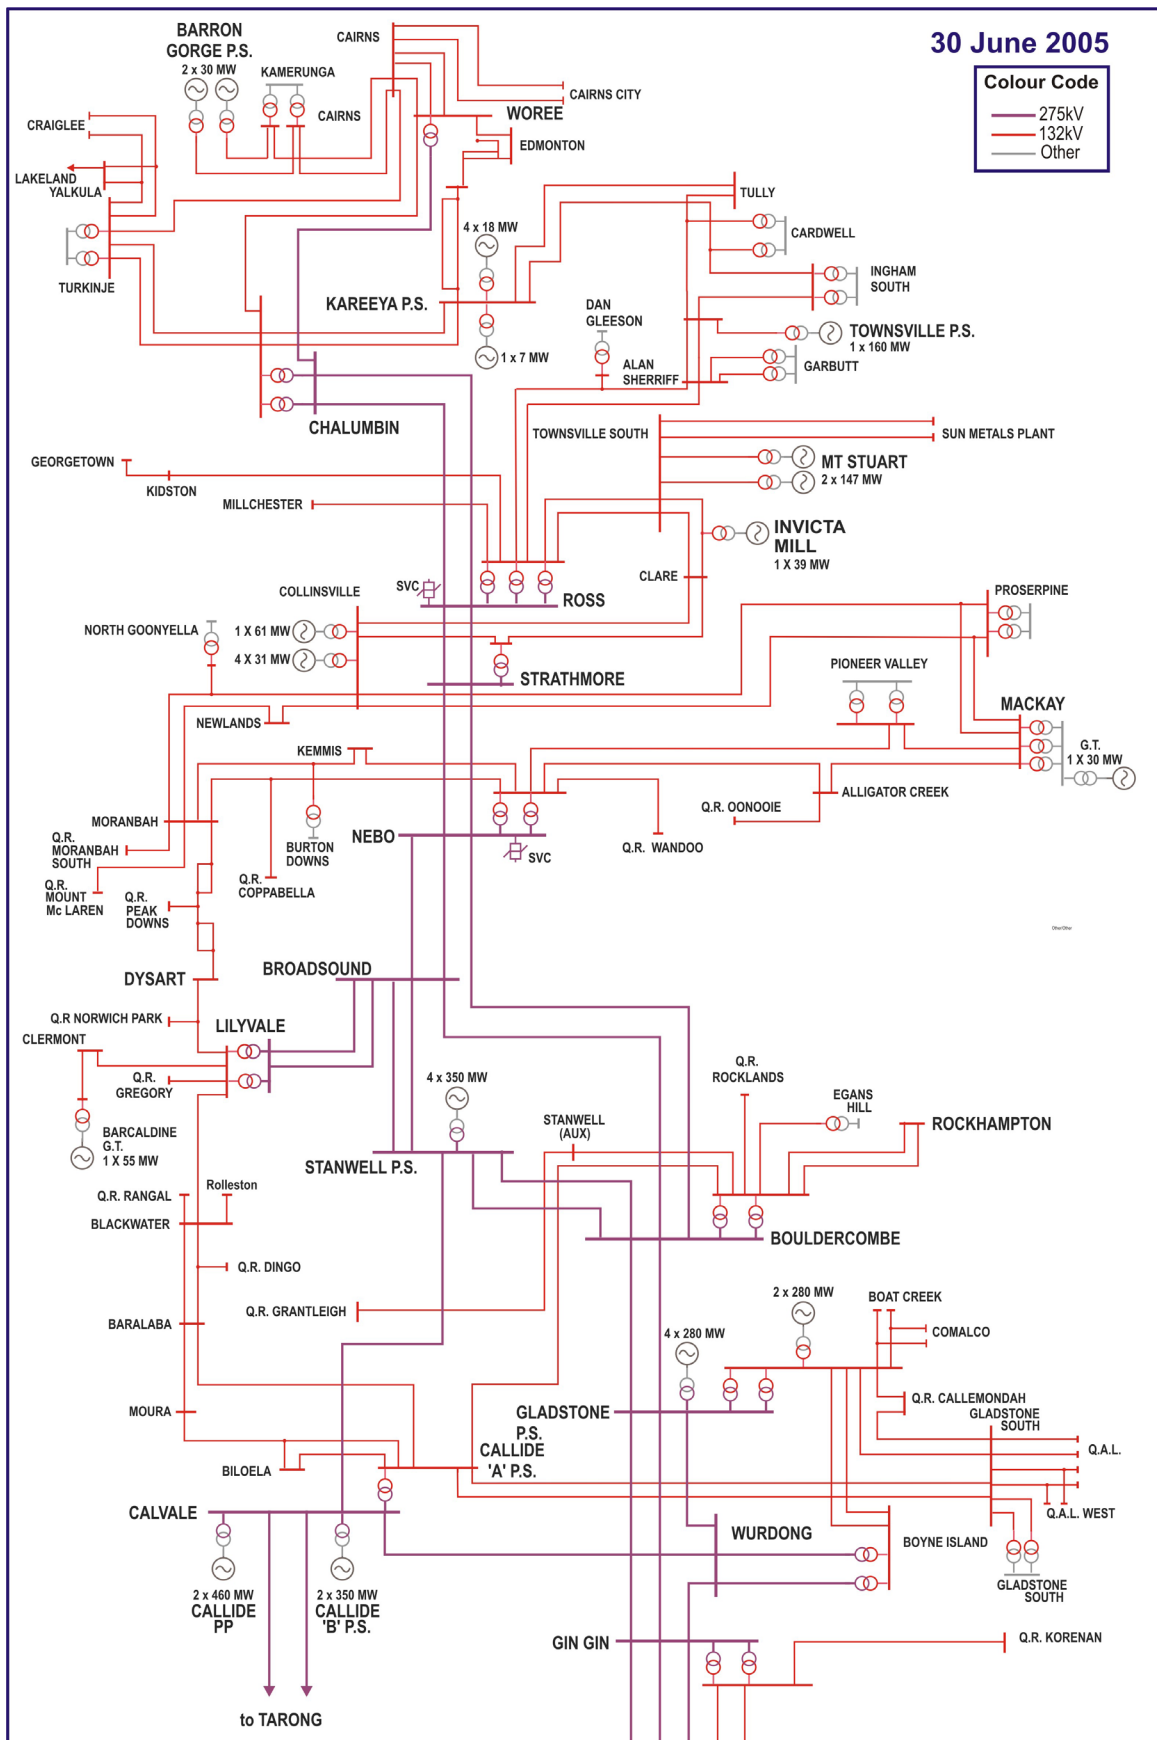 30 June 2005
Colour Code
275kV
132kV
Other
BARRON
GORGE P.S.
2 x 30 MW
KAMERUNGA
CAIRNS
CAIRNS
CAIRNS CITY
WOREE
EDMONTON
CRAIGLEE
LAKELAND
YALKULA
TURKINJE
TULLY
CARDWELL
4 x 18 MW
KAREEYA P.S.
1 x 7 MW
INGHAM
SOUTH
DAN
GLEESON
TOWNSVILLE P.S.
1 x 160 MW
ALAN
SHERRIFF
GARBUTT
CHALUMBIN
TOWNSVILLE SOUTH
SUN METALS PLANT
GEORGETOWN
KIDSTON
MILLCHESTER
MT STUART
2 x 147 MW
INVICTA
MILL
1 X 39 MW
CLARE
SVC
ROSS
COLLINSVILLE
1 X 61 MW
4 X 31 MW
NORTH GOONYELLA
STRATHMORE
PROSERPINE
PIONEER VALLEY
MACKAY
G.T.
1 X 30 MW
NEWLANDS
KEMMIS
ALLIGATOR CREEK
Q.R. OONOOIE
MORANBAH
Q.R.
MORANBAH
SOUTH
BURTON
DOWNS
NEBO
SVC
Q.R. WANDOO
Q.R.
MOUNT
Mc LAREN
Q.R.
PEAK
DOWNS
Q.R.
COPPABELLA
Other/Other
DYSART
BROADSOUND
Q.R NORWICH PARK
LILYVALE
CLERMONT
Q.R.
GREGORY
4 x 350 MW
Q.R.
ROCKLANDS
EGANS
HILL
ROCKHAMPTON
STANWELL
(AUX)
BARCALDINE
G.T.
1 X 55 MW
STANWELL P.S.
Q.R. RANGAL
Rolleston
BLACKWATER
BOULDERCOMBE
Q.R. DINGO
Q.R. GRANTLEIGH
BARALABA
2 x 280 MW
BOAT CREEK
COMALCO
4 x 280 MW
Q.R. CALLEMONDAH
MOURA
GLADSTONE
P.S.
GLADSTONE
SOUTH
Q.A.L.
CALLIDE
'A' P.S.
BILOELA
CALVALE
Q.A.L. WEST
WURDONG
BOYNE ISLAND
2 x 460 MW
CALLIDE
PP
2 x 350 MW
CALLIDE
'B' P.S.
GLADSTONE
SOUTH
GIN GIN
Q.R. KORENAN
to TARONG